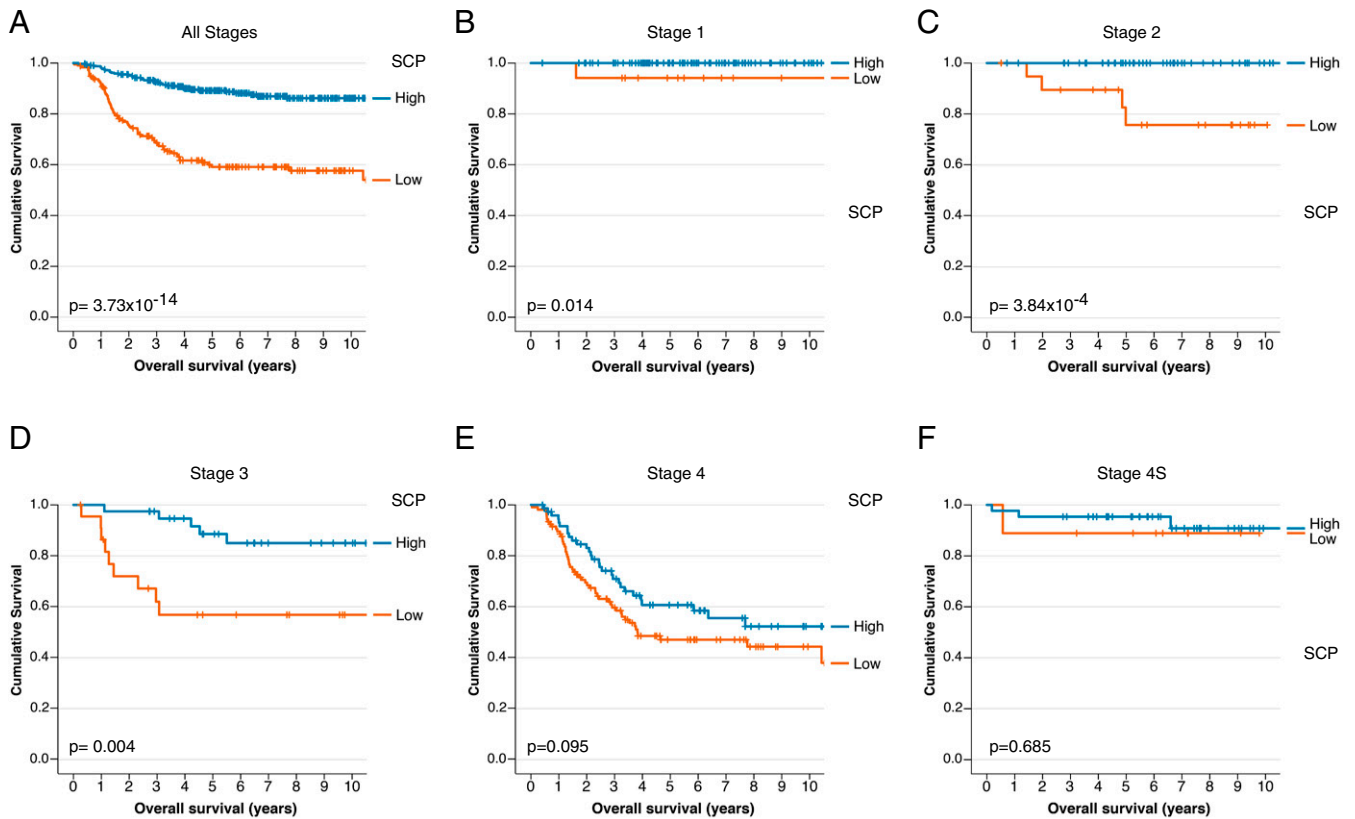 A
All Stages
SCP
High
Low
Cumulative Survival
1.0
0.8
0.6
0.4
0.2
0.0
p= 3.73x10-14
0 1 2 3 4 5 6 7 8 9 10
Overall survival (years)
B
Stage 1
High
Low
SCP
Cumulative Survival
1.0
0.8
0.6
0.4
0.2
0.0
p= 0.014
0 1 2 3 4 5 6 7 8 9 10
Overall survival (years)
C
Stage 2
High
Low
SCP
Cumulative Survival
1.0
0.8
0.6
0.4
0.2
0.0
p= 3.84x10-4
0 1 2 3 4 5 6 7 8 9 10
Overall survival (years)
D
Stage 3
SCP
High
Low
Cumulative Survival
1.0
0.8
0.6
0.4
0.2
0.0
p= 0.004
0 1 2 3 4 5 6 7 8 9 10
Overall survival (years)
E
Stage 4
SCP
High
Low
Cumulative Survival
1.0
0.8
0.6
0.4
0.2
0.0
p=0.095
0 1 2 3 4 5 6 7 8 9 10
Overall survival (years)
F
Stage 4S
High
Low
SCP
Cumulative Survival
1.0
0.8
0.6
0.4
0.2
0.0
p=0.685
0 1 2 3 4 5 6 7 8 9 10
Overall survival (years)